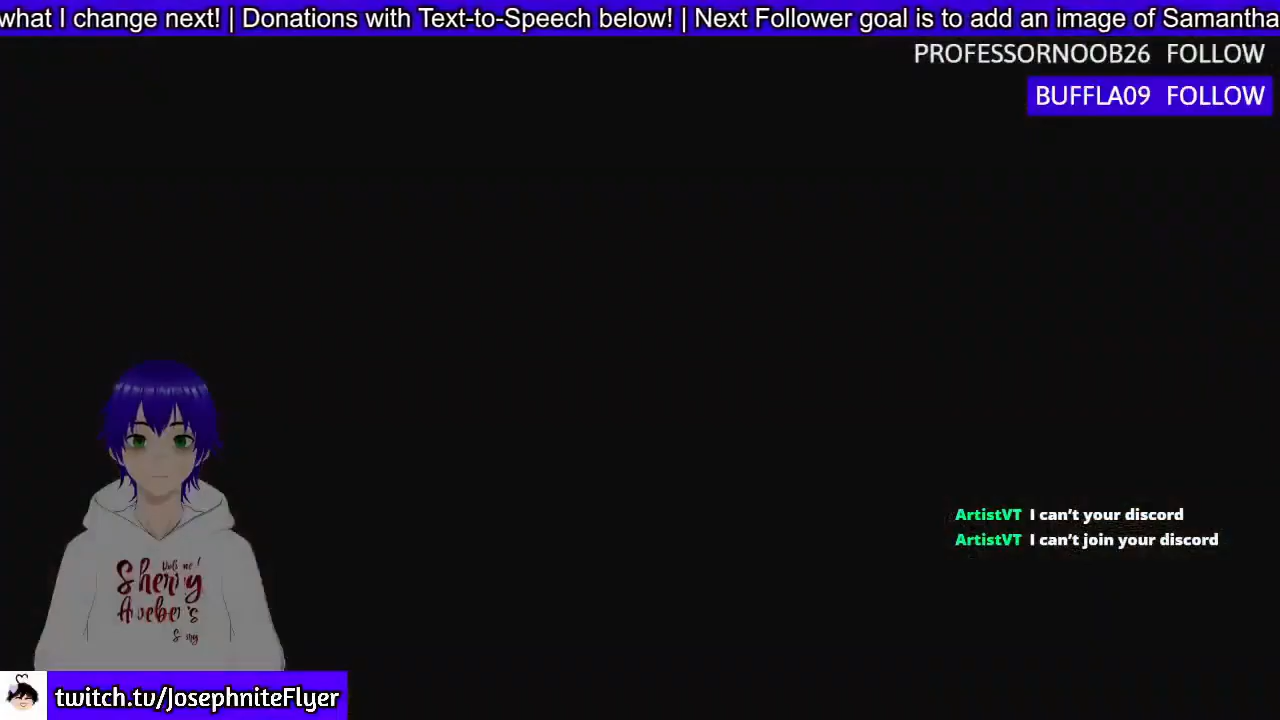 what I change next! | Donations with Text-to-Speech below! | Next Follower goal is to add an image of Samantha
PROFESSORNOOB26 FOLLOW
BUFFLA09 FOLLOW
ArtistVT I can't your discord
ArtistVT I can't join your discord
Sherry
twitch.tv/JosephniteFlyer